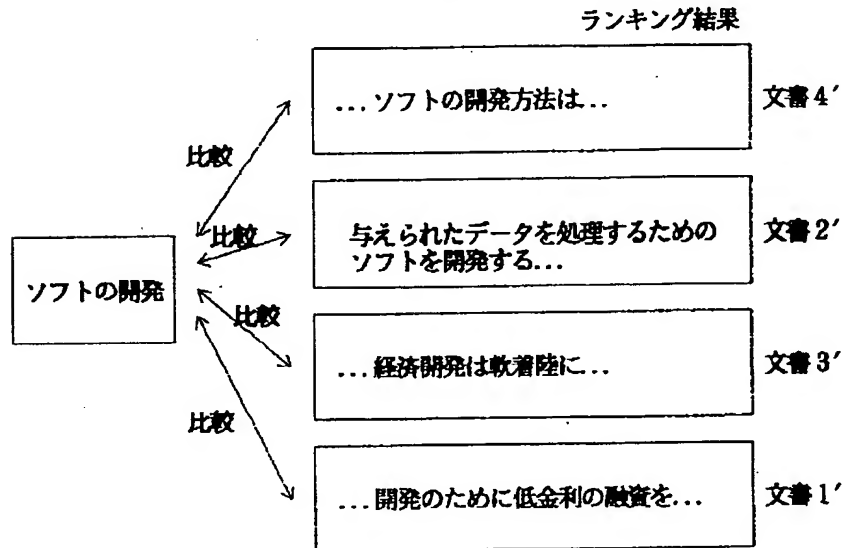 ランキング結果
...ソフトの開発方法は...
文書4′
比較
比較
与えられたデータを処理するための
ソフトを開発する...
文書2′
ソフトの開発
比較
...経済開発は軟着陸に...
文書3′
比較
...開発のために低金利の融資を...
文書1′